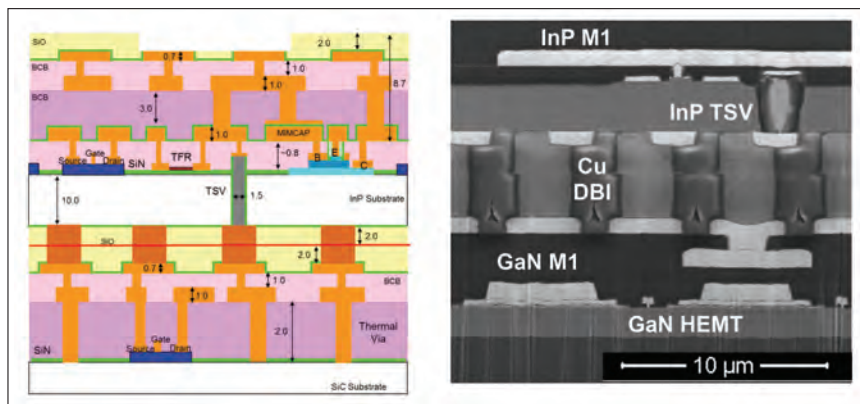 SiO
2.0
0.7
BCB
1.0
8.7
1.0
BCB
3.0
1.0
MIMCAP
Gate
Source
Drain
SiN
TFR
~0.8
B
E
C
TSV
1.5
InP Substrate
10.0
SiO
2.0
2.0
0.7
1.0
BCB
1.0
2.0
Thermal
Via
Gate
Source
Drain
SiN
SiC Substrate
InP M1
InP TSV
Cu
DBI
GaN M1
GaN HEMT
10 µm